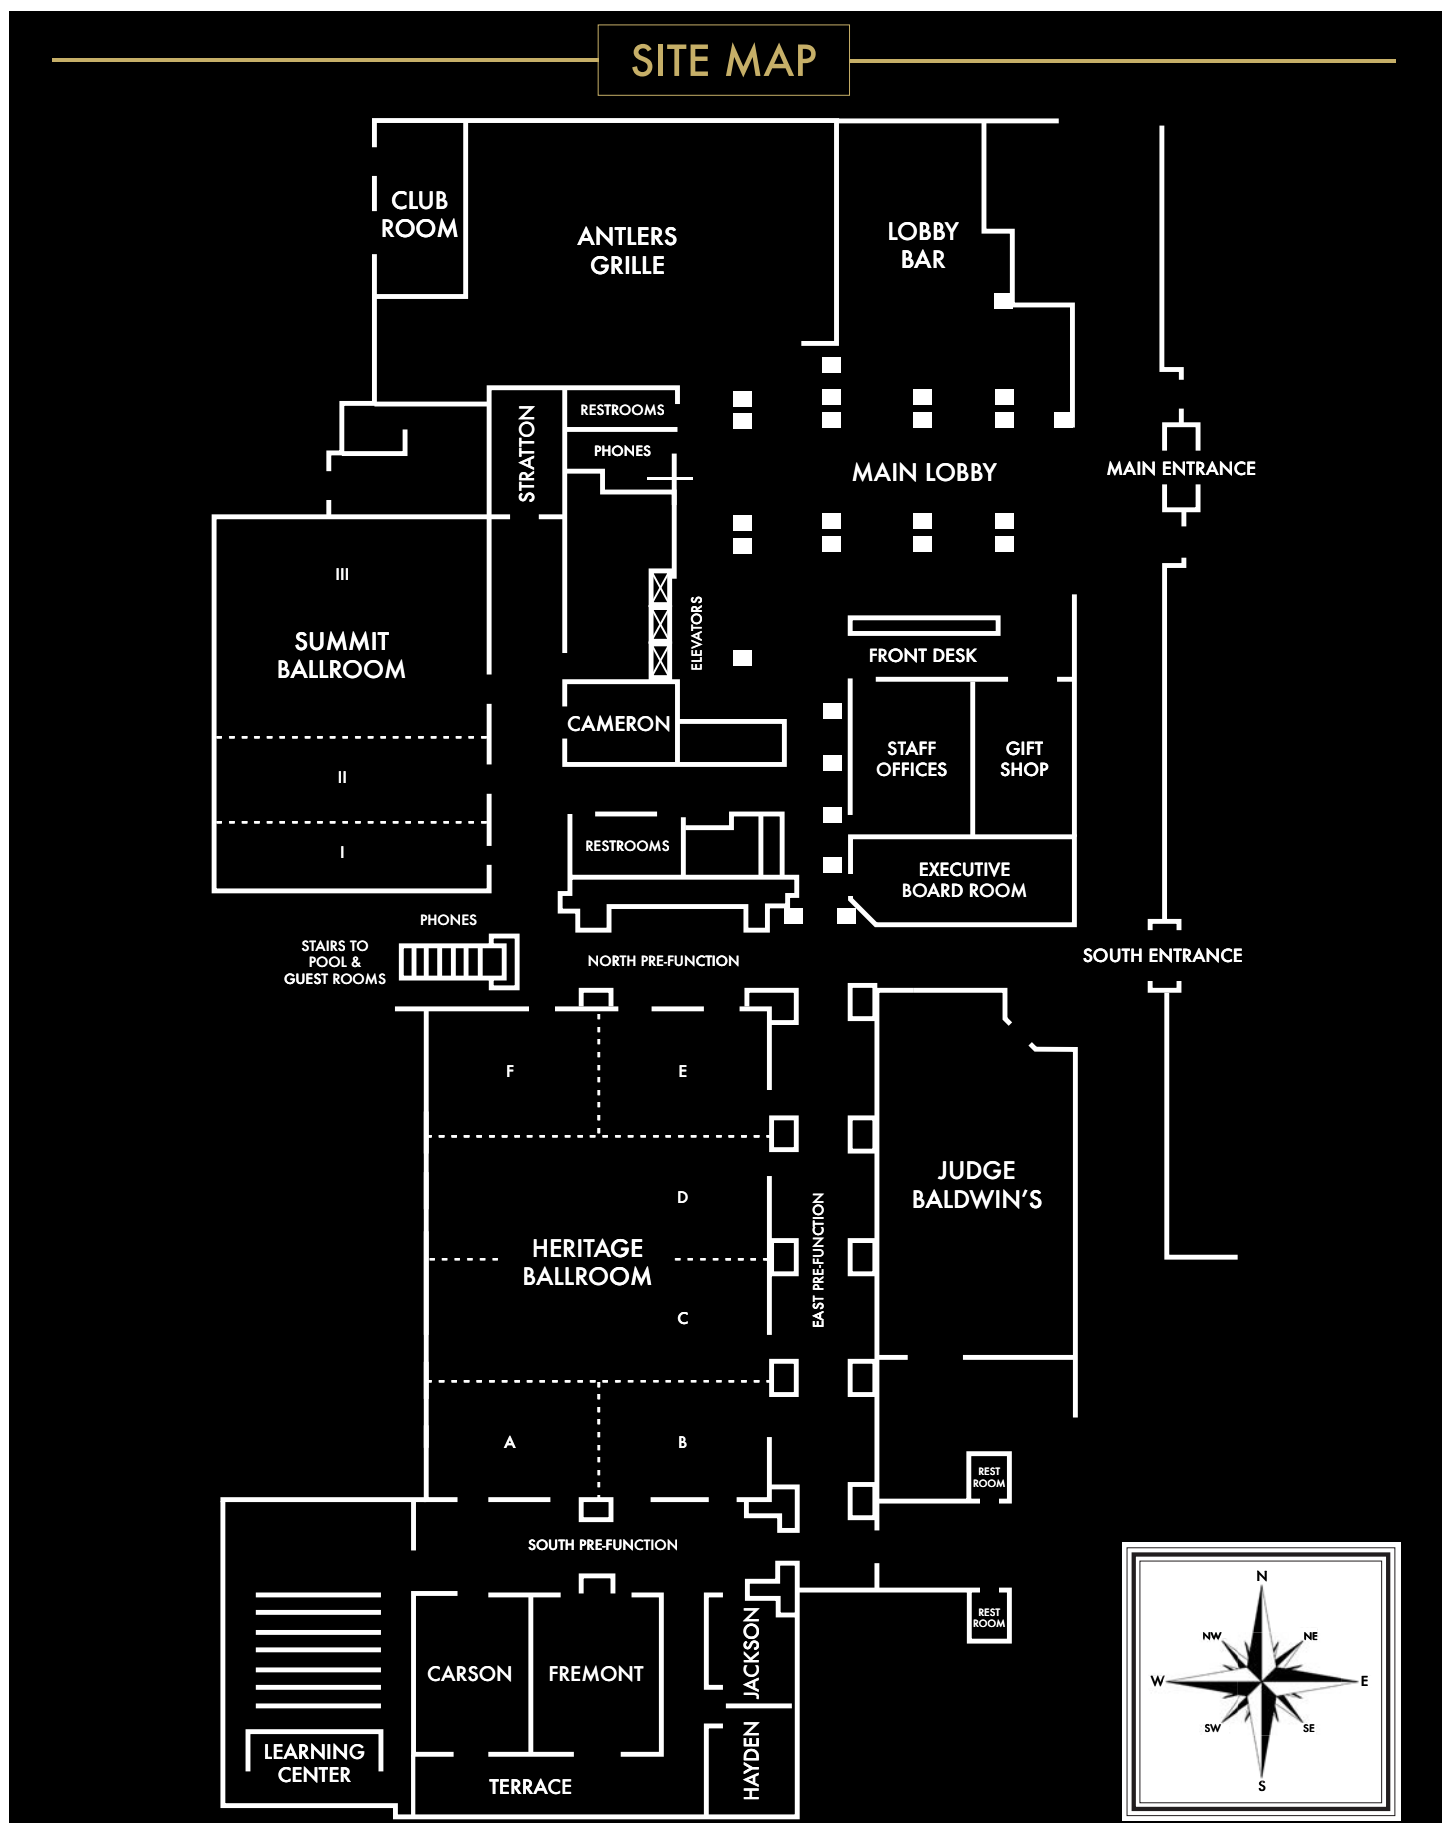 SITE MAP
CLUB
ROOM
ANTLERS
GRILLE
LOBBY
BAR
STRATTON
RESTROOMS
PHONES
MAIN LOBBY
MAIN ENTRANCE
III
SUMMIT
BALLROOM
II
I
ELEVATORS
CAMERON
FRONT DESK
STAFF
OFFICES
GIFT
SHOP
RESTROOMS
EXECUTIVE
BOARD ROOM
PHONES
STAIRS TO
POOL &
GUEST ROOMS
NORTH PRE-FUNCTION
SOUTH ENTRANCE
F
E
D
HERITAGE
BALLROOM
C
A
B
EAST PRE-FUNCTION
JUDGE
BALDWIN’S
REST
ROOM
SOUTH PRE-FUNCTION
REST
ROOM
CARSON
FREMONT
JACKSON
HAYDEN
LEARNING
CENTER
TERRACE
N
NW
NE
W
E
SW
SE
S